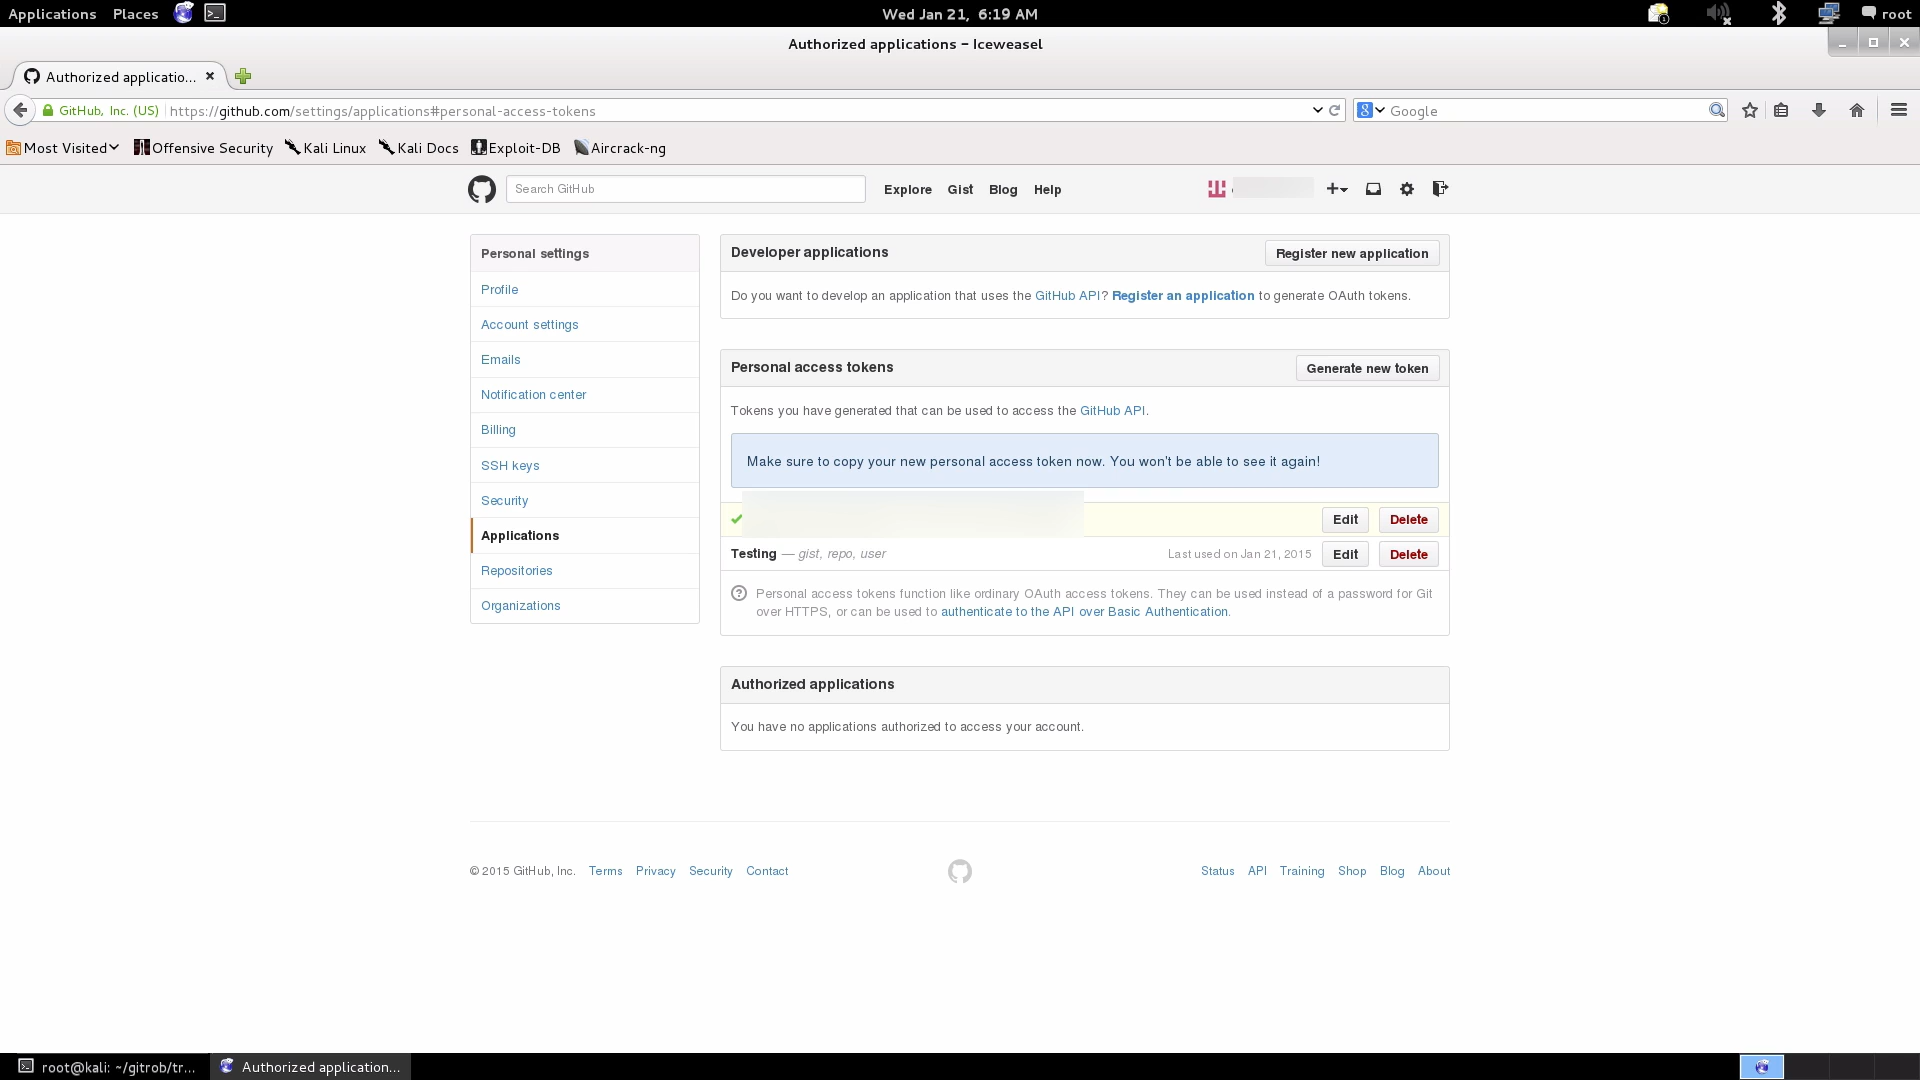 Applications Places Wed Jan 21, 6:19 AM root
Authorized applications – Iceweasel
Authorized applicatio...
GitHub, Inc. (US) https://github.com/settings/applications#personal-access-tokens Google
Most Visited Offensive Security Kali Linux Kali Docs Exploit-DB Aircrack-ng
Search GitHub Explore Gist Blog Help
Personal settings
Profile
Account settings
Emails
Notification center
Billing
SSH keys
Security
Applications
Repositories
Organizations
Developer applications Register new application
Do you want to develop an application that uses the GitHub API? Register an application to generate OAuth tokens.
Personal access tokens Generate new token
Tokens you have generated that can be used to access the GitHub API.
Make sure to copy your new personal access token now. You won't be able to see it again!
Edit Delete
Testing — gist, repo, user Last used on Jan 21, 2015 Edit Delete
Personal access tokens function like ordinary OAuth access tokens. They can be used instead of a password for Git
over HTTPS, or can be used to authenticate to the API over Basic Authentication.
Authorized applications
You have no applications authorized to access your account.
© 2015 GitHub, Inc. Terms Privacy Security Contact Status API Training Shop Blog About
root@kali: ~/gitrob/tr... Authorized application...